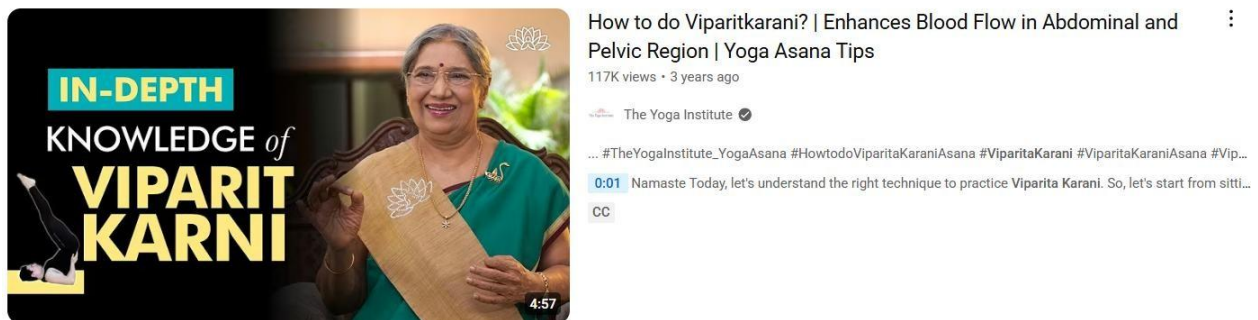 IN-DEPTH
KNOWLEDGE of
VIPARIT
KARNI
4:57
How to do Viparitkarani? | Enhances Blood Flow in Abdominal and
Pelvic Region | Yoga Asana Tips
117K views • 3 years ago
The Yoga Institute
... #TheYogaInstitute_YogaAsana #HowtodoViparitaKaraniAsana #ViparitaKarani #ViparitaKaraniAsana #Vip...
0:01 Namaste Today, let's understand the right technique to practice Viparita Karani. So, let's start from sitti...
CC